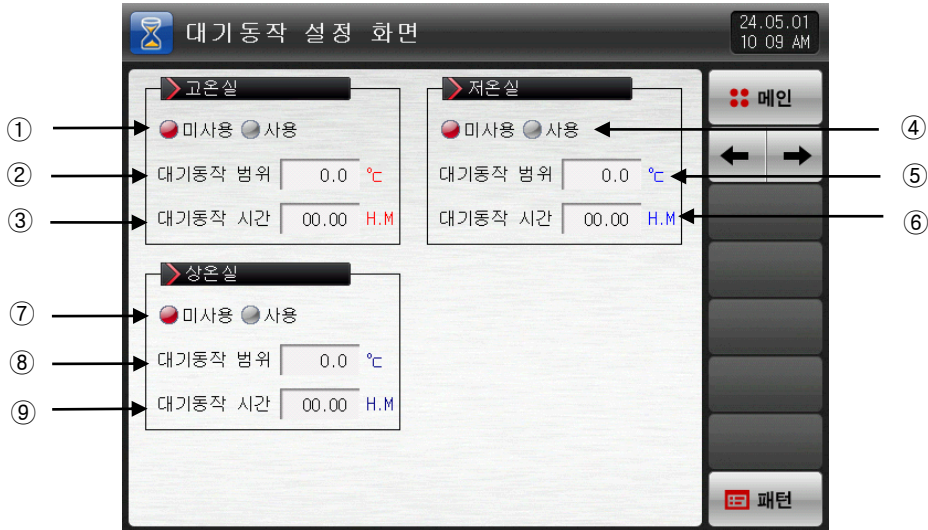 대기동작 설정 화면
24.05.01
10 09 AM
고온실
저온실
메인
① 미사용 사용
미사용 사용 ④
② 대기동작 범위 0.0 ℃
대기동작 범위 0.0 ℃ ⑤
③ 대기동작 시간 00.00 H.M
대기동작 시간 00.00 H.M ⑥
상온실
⑦ 미사용 사용
⑧ 대기동작 범위 0.0 ℃
⑨ 대기동작 시간 00.00 H.M
패턴